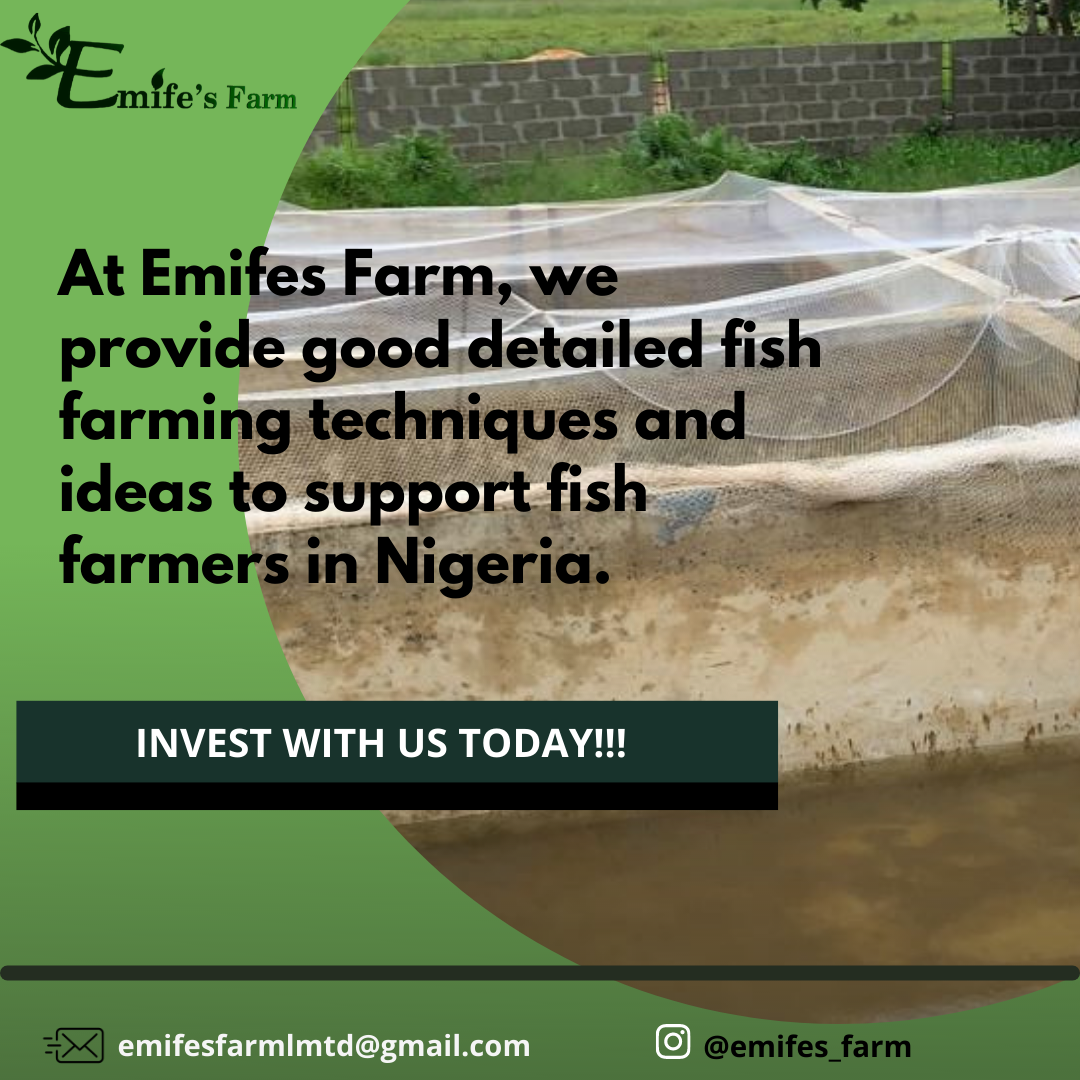 Emife's Farm
At Emifes Farm, we
provide good detailed fish
farming techniques and
ideas to support fish
farmers in Nigeria.
INVEST WITH US TODAY!!!
emifesfarmlmtd@gmail.com
@emifes_farm